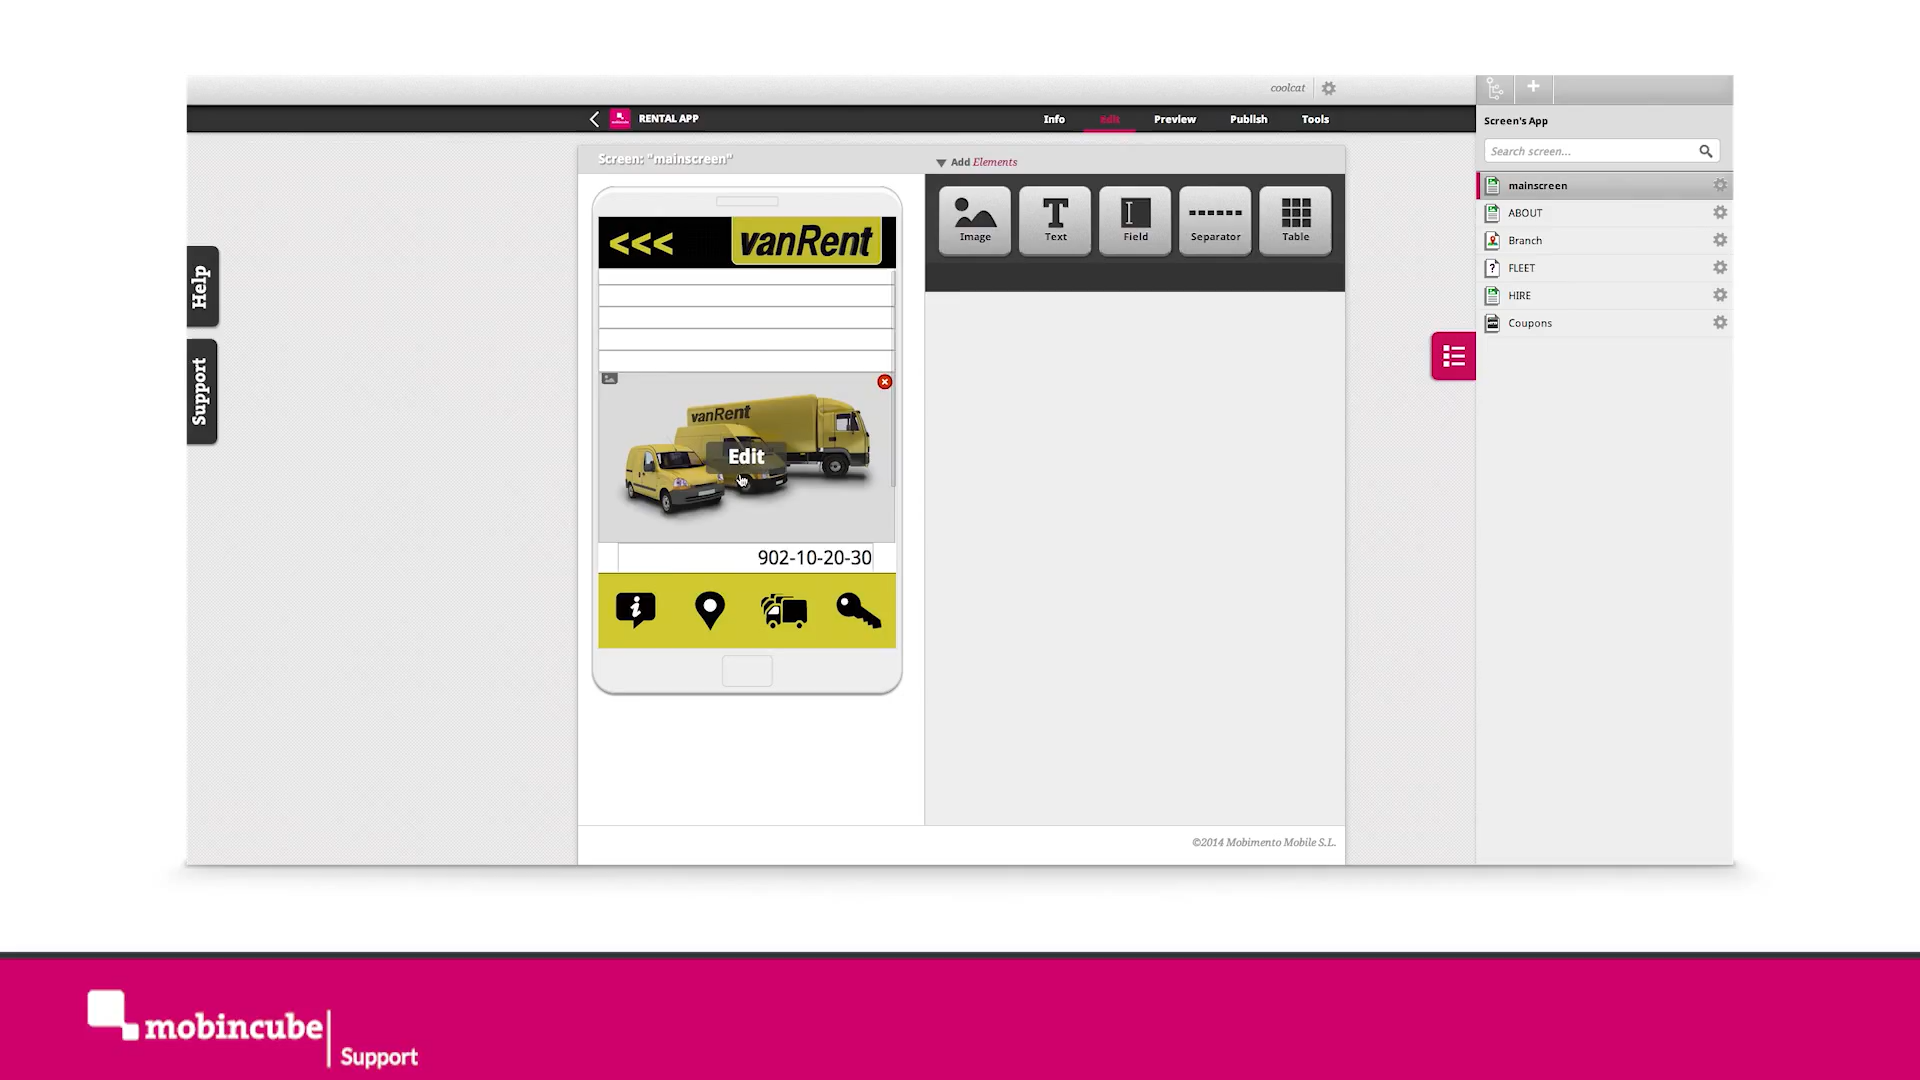 coolcat
RENTAL APP
Info
Edit
Preview
Publish
Tools
Screen's App
Search screen...
mainscreen
ABOUT
Branch
FLEET
HIRE
Coupons
Screen: "mainscreen"
Add Elements
Image
Text
Field
Separator
Table
Help
Support
<<< vanRent
vanRent
Edit
902-10-20-30
©2014 Mobimento Mobile S.L.
mobincube
Support